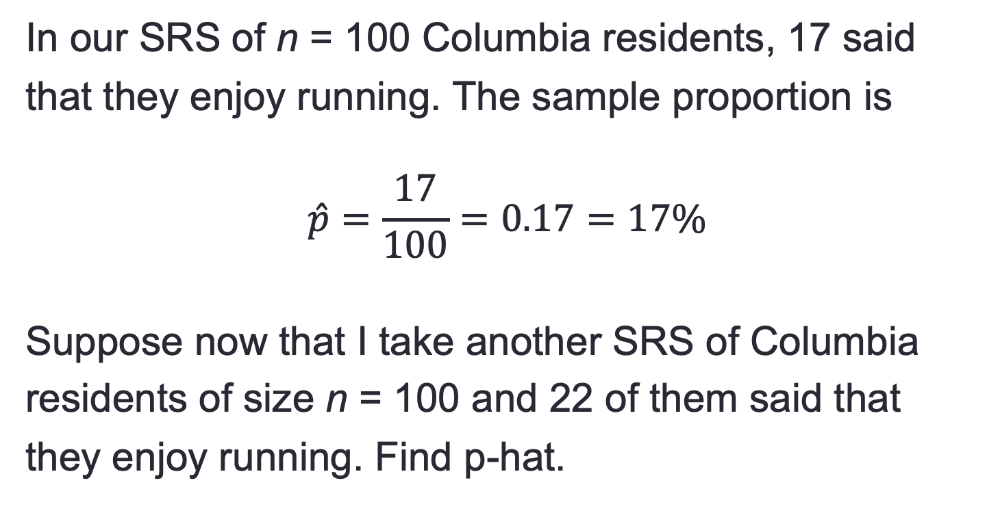 In our SRS of n = 100 Columbia residents, 17 said
that they enjoy running. The sample proportion is
p̂ = 17/100 = 0.17 = 17%
Suppose now that I take another SRS of Columbia
residents of size n = 100 and 22 of them said that
they enjoy running. Find p-hat.